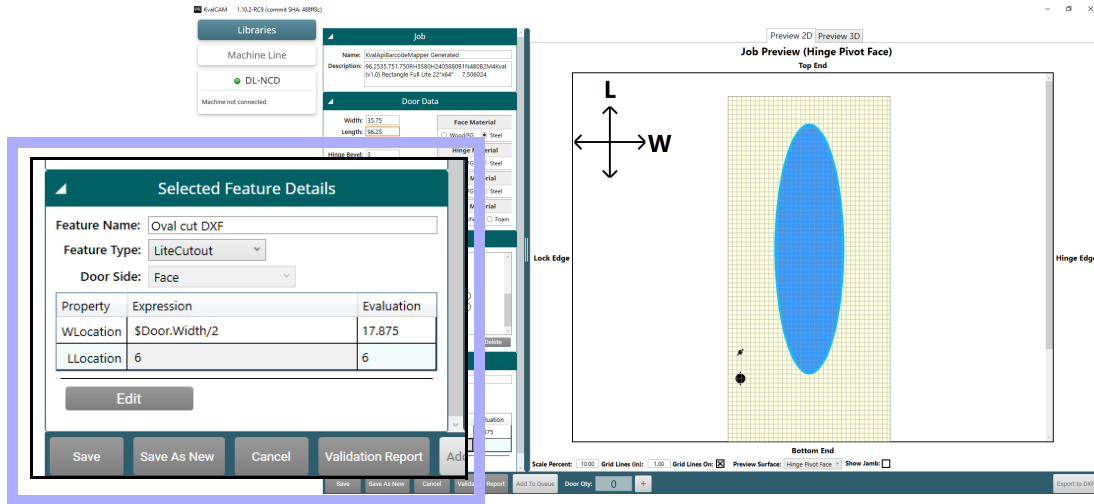 KvalCAM 1.10.2-RC9 (commit SHA: 488ff8c)
Libraries
Machine Line
DL-NCD
Machine not connected.
Job
Name: KvalApiBarcodeMapper Generated
Description: 96.2535.751.750RH3S80H2405880B1N480B2M4Kval
(v1.0) Rectangle Full Lite 22"x64" 7.506024
Door Data
Width: 35.75
Length: 96.25
Hinge Bevel: 3
Face Material
Wood/FG Steel
Hinge Material
Steel
Steel
Foam
Delete
Selected Feature Details
Feature Name: Oval cut DXF
Feature Type: LiteCutout
Door Side: Face
Property Expression Evaluation
WLocation $Door.Width/2 17.875
LLocation 6 6
Edit
Save Save As New Cancel Validation Report
Preview 2D Preview 3D
Job Preview (Hinge Pivot Face)
Top End
L
W
Lock Edge
Hinge Edge
Bottom End
Scale Percent: 10.00 Grid Lines (in): 1.00 Grid Lines On: Preview Surface: Hinge Pivot Face Show Jamb:
Save Save As New Cancel Report Add To Queue Door Qty: 0 + Export to DXF